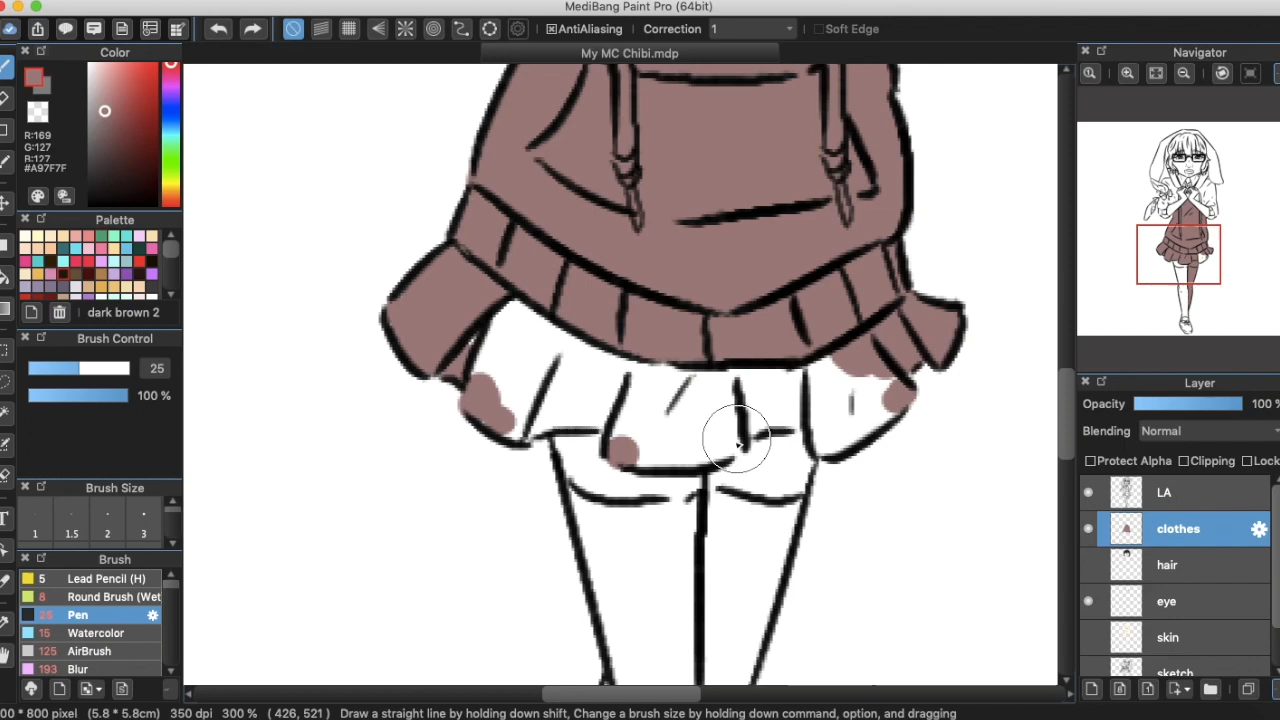 MediBang Paint Pro (64bit)
AntiAliasing Correction 1 Soft Edge
My MC Chibi.mdp
Color
R:169
G:127
B:127
#A97F7F
Palette
dark brown 2
Brush Control
25
100 %
Brush Size
1 1.5 2 3
Brush
5 Lead Pencil (H)
8 Round Brush (Wet
25 Pen
15 Watercolor
125 AirBrush
193 Blur
Navigator
Layer
Opacity 100 %
Blending Normal
Protect Alpha Clipping Lock
LA
clothes
hair
eye
skin
sketch
00 * 800 pixel (5.8 * 5.8cm) 350 dpi 300 % ( 426, 521 ) Draw a straight line by holding down shift, Change a brush size by holding down command, option, and dragging